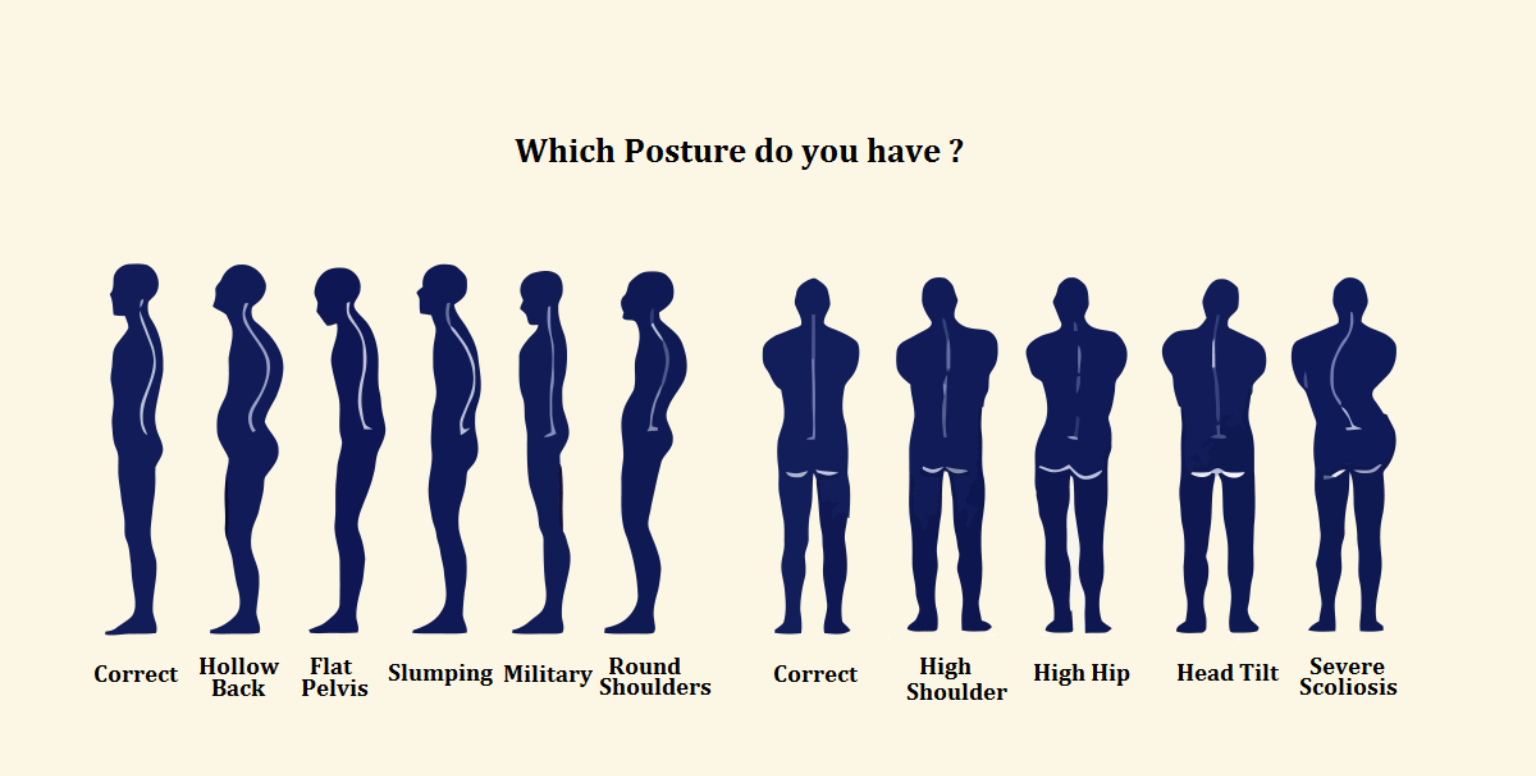 Which Posture do you have ?
Correct
Hollow
Back
Flat
Pelvis
Slumping
Military
Round
Shoulders
Correct
High
Shoulder
High Hip
Head Tilt
Severe
Scoliosis